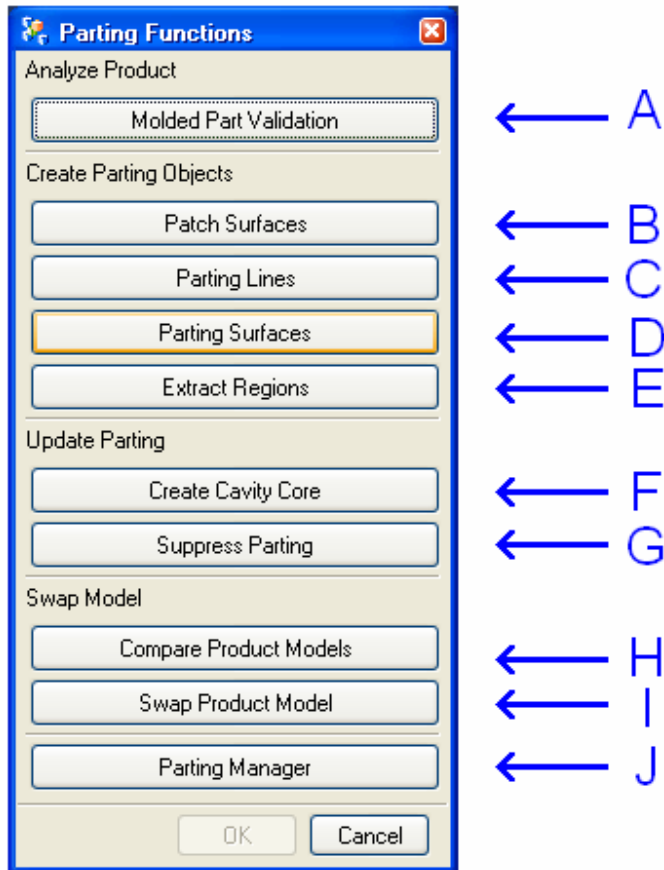 Parting Functions
Analyze Product
Molded Part Validation A
Create Parting Objects
Patch Surfaces B
Parting Lines C
Parting Surfaces D
Extract Regions E
Update Parting
Create Cavity Core F
Suppress Parting G
Swap Model
Compare Product Models H
Swap Product Model I
Parting Manager J
OK Cancel